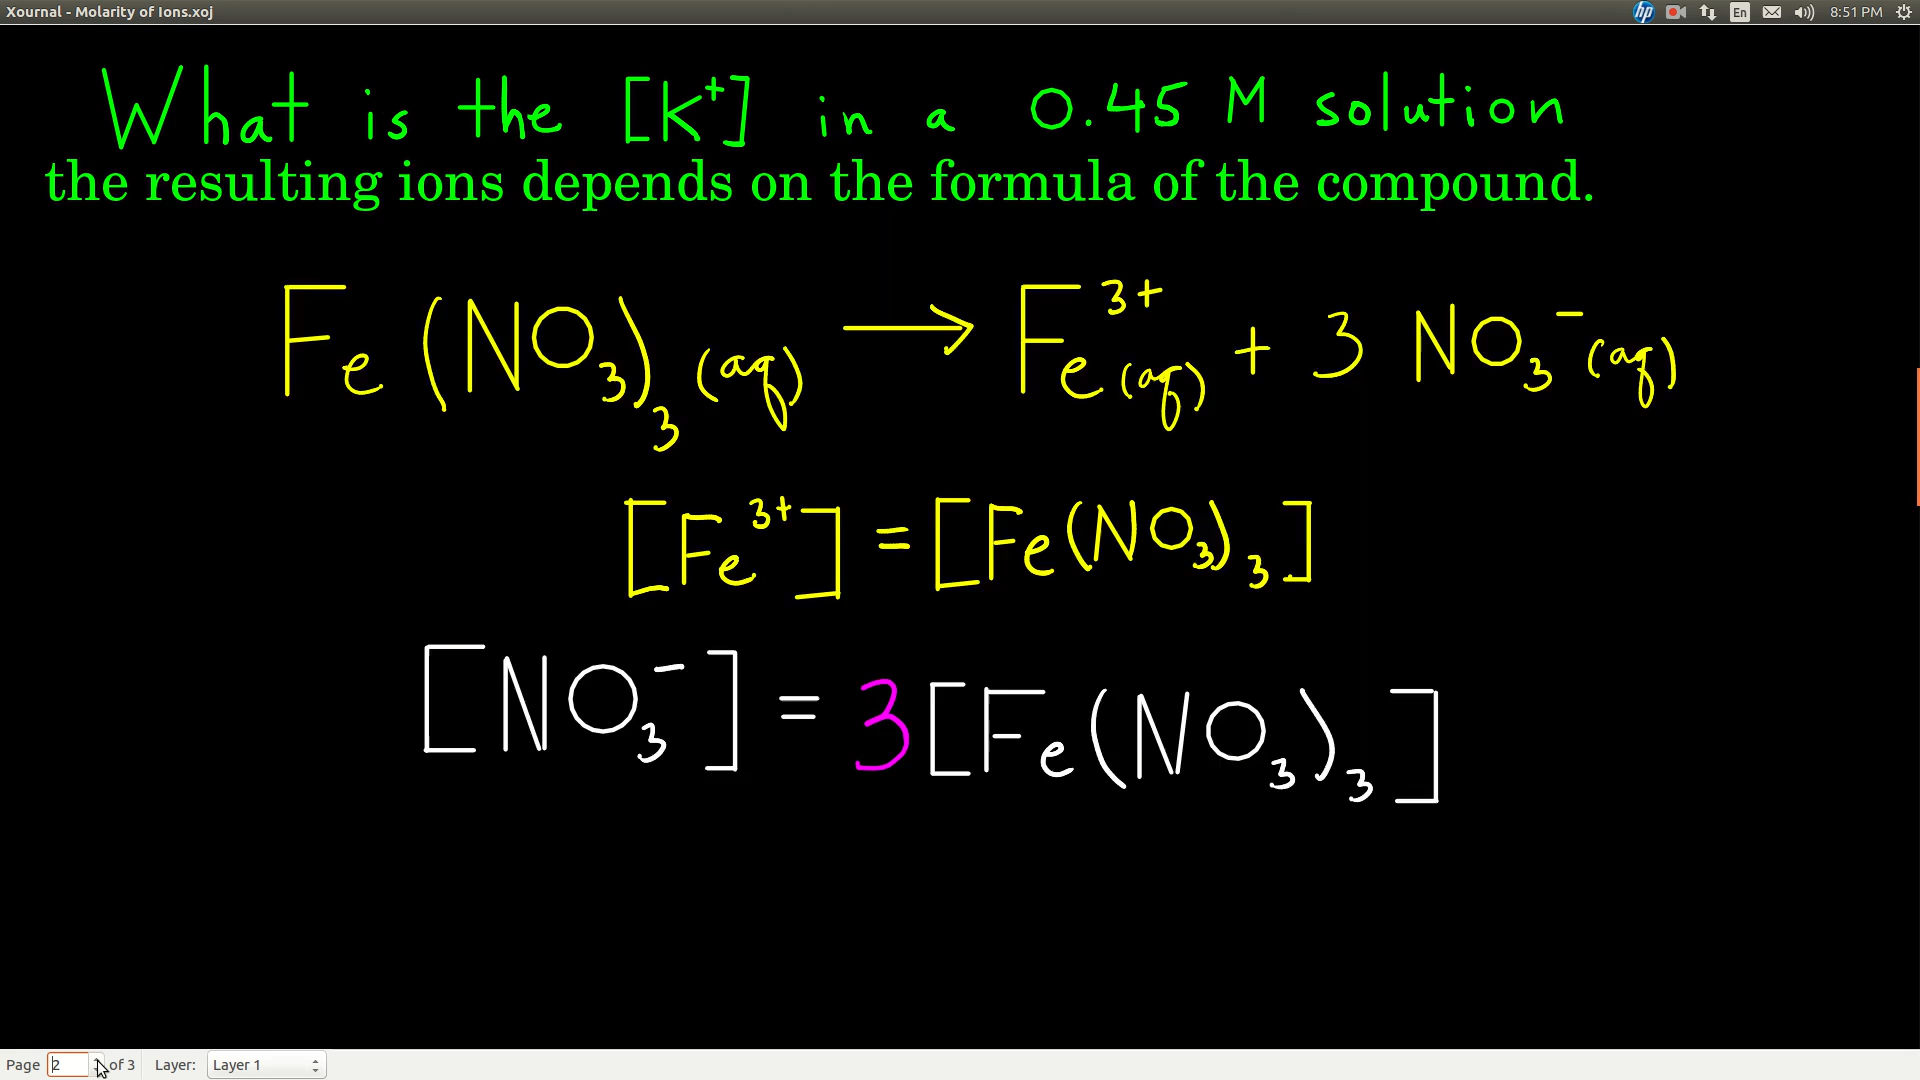 Xournal - Molarity of Ions.xoj
hp En 8:51 PM
What is the [K⁺] in a 0.45 M solution
the resulting ions depends on the formula of the compound.
Fe(NO₃)₃(aq) → Fe³⁺(aq) + 3 NO₃⁻(aq)
[Fe³⁺] = [Fe(NO₃)₃]
[NO₃⁻] = 3[Fe(NO₃)₃]
Page 2 of 3 Layer: Layer 1